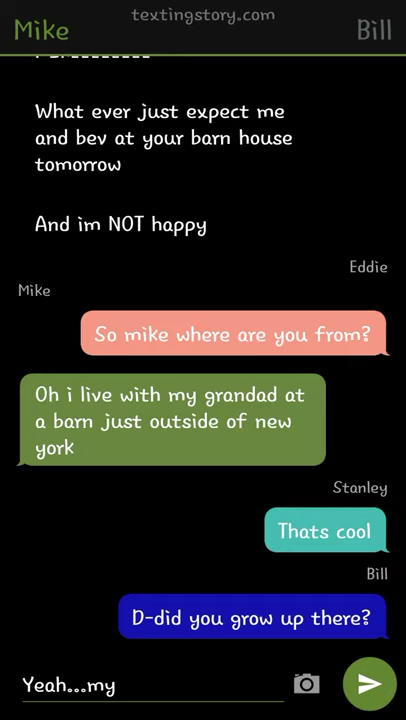 textingstory.com
Mike
Bill
What ever just expect me
and bev at your barn house
tomorrow
And im NOT happy
Eddie
Mike
So mike where are you from?
Oh i live with my grandad at
a barn just outside of new
york
Stanley
Thats cool
Bill
D-did you grow up there?
Yeah...my